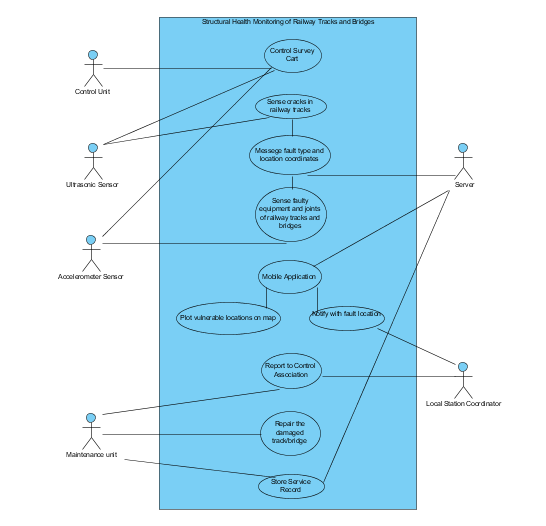 Structural Health Monitoring of Railway Tracks and Bridges
Control Survey
Cart
Control Unit
Sense cracks in
railway tracks
Messege fault type and
location coordinates
Ultrasonic Sensor
Server
Sense faulty
equipment and joints
of railway tracks and
bridges
Accelerometer Sensor
Mobile Application
Plot vulnerable locations on map
Notify with fault location
Report to Control
Association
Local Station Coordinator
Repair the
damaged
track/bridge
Maintenance unit
Store Service
Record